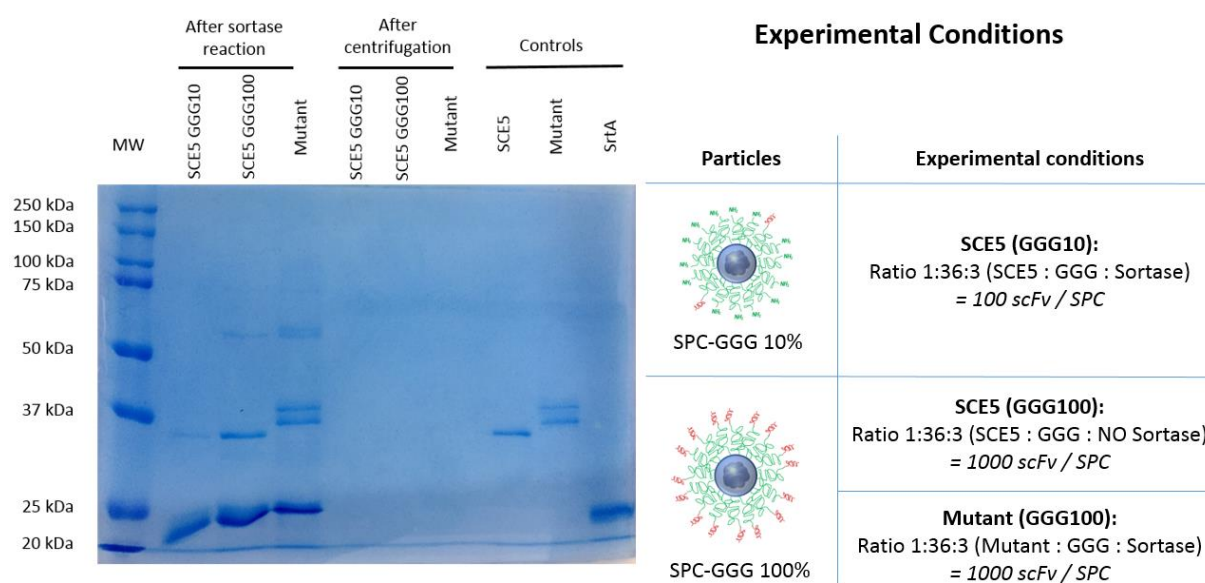 Experimental Conditions
After sortase
reaction
After
centrifugation
Controls
MW
SCE5 GGG10
SCE5 GGG100
Mutant
SCE5 GGG10
SCE5 GGG100
Mutant
SCE5
Mutant
SrtA
250 kDa
150 kDa
100 kDa
75 kDa
50 kDa
37 kDa
25 kDa
20 kDa
Particles
Experimental conditions
SPC-GGG 10%
SCE5 (GGG10):
Ratio 1:36:3 (SCE5 : GGG : Sortase)
= 100 scFv / SPC
SPC-GGG 100%
SCE5 (GGG100):
Ratio 1:36:3 (SCE5 : GGG : NO Sortase)
= 1000 scFv / SPC
Mutant (GGG100):
Ratio 1:36:3 (Mutant : GGG : Sortase)
= 1000 scFv / SPC